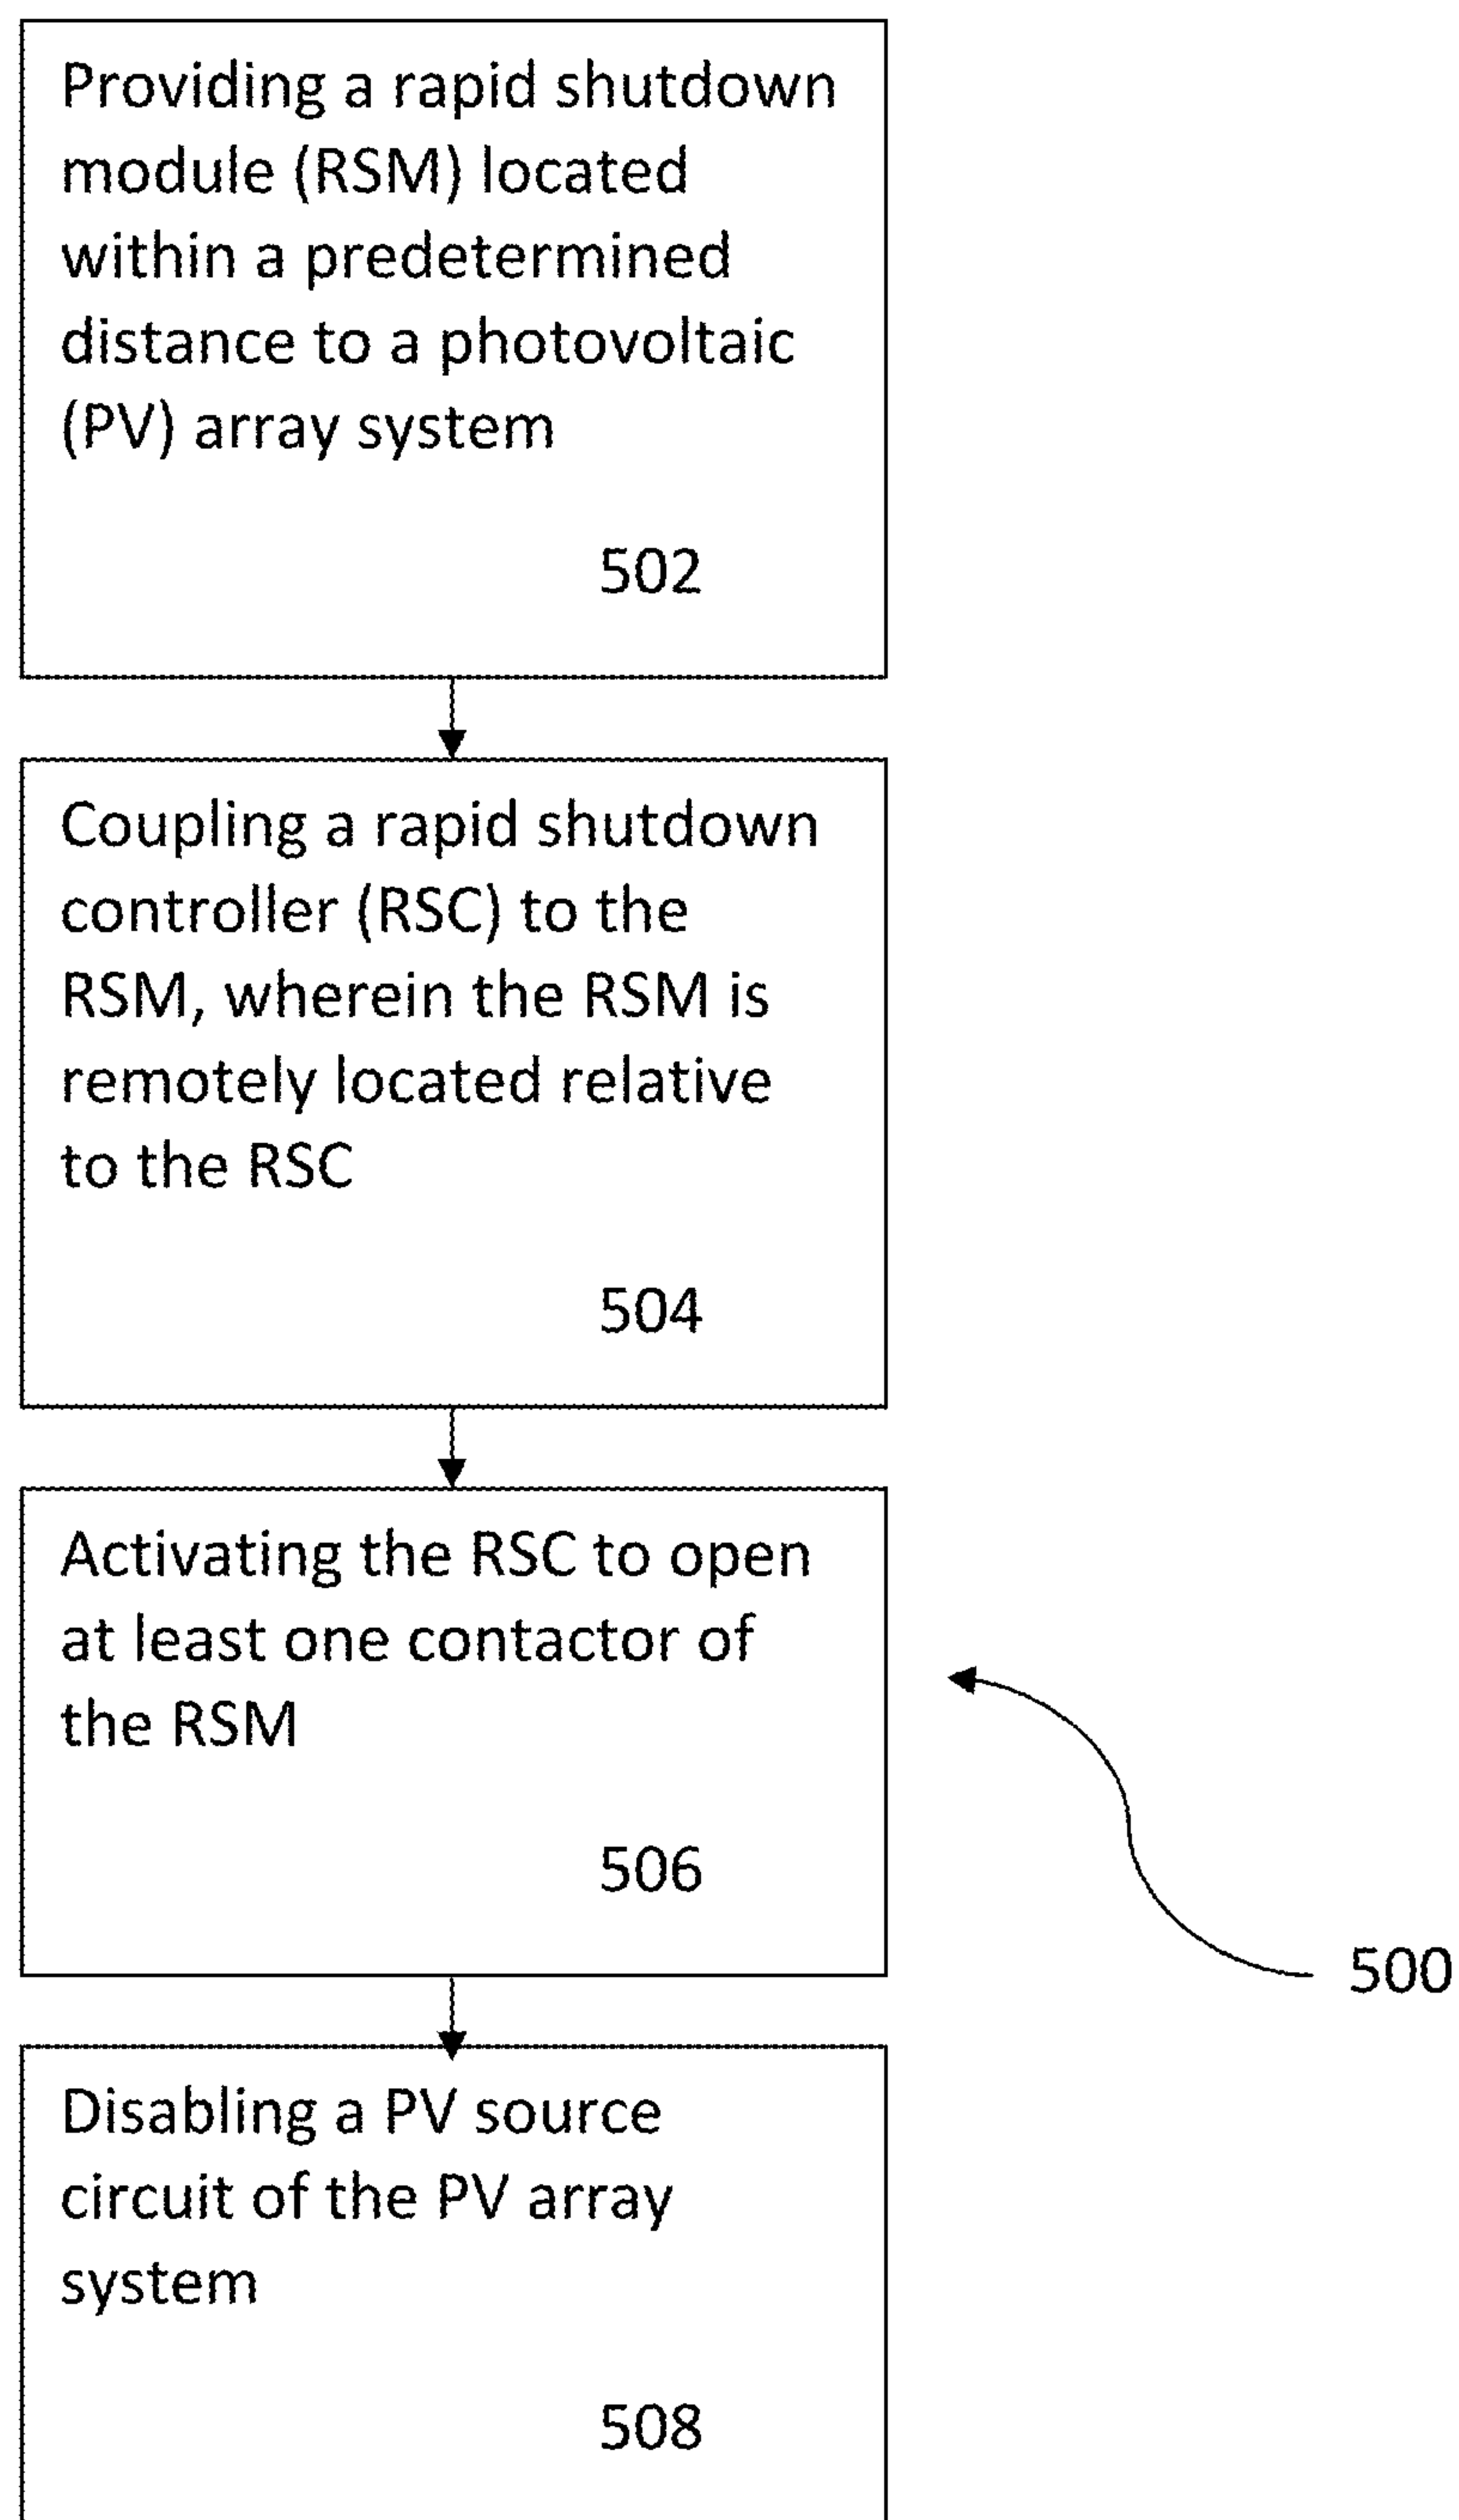 Providing a rapid shutdown
module (RSM) located
within a predetermined
distance to a photovoltaic
(PV) array system
502
Coupling a rapid shutdown
controller (RSC) to the
RSM, wherein the RSM is
remotely located relative
to the RSC
504
Activating the RSC to open
at least one contactor of
the RSM
506
500
Disabling a PV source
circuit of the PV array
system
508